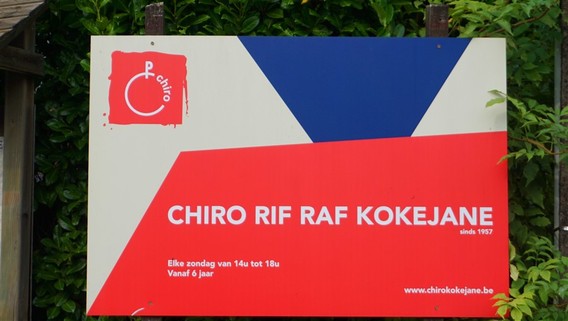 chiro
CHIRO RIF RAF KOKEJANE
sinds 1957
Elke zondag van 14u tot 18u
Vanaf 6 jaar
www.chirokokejane.be